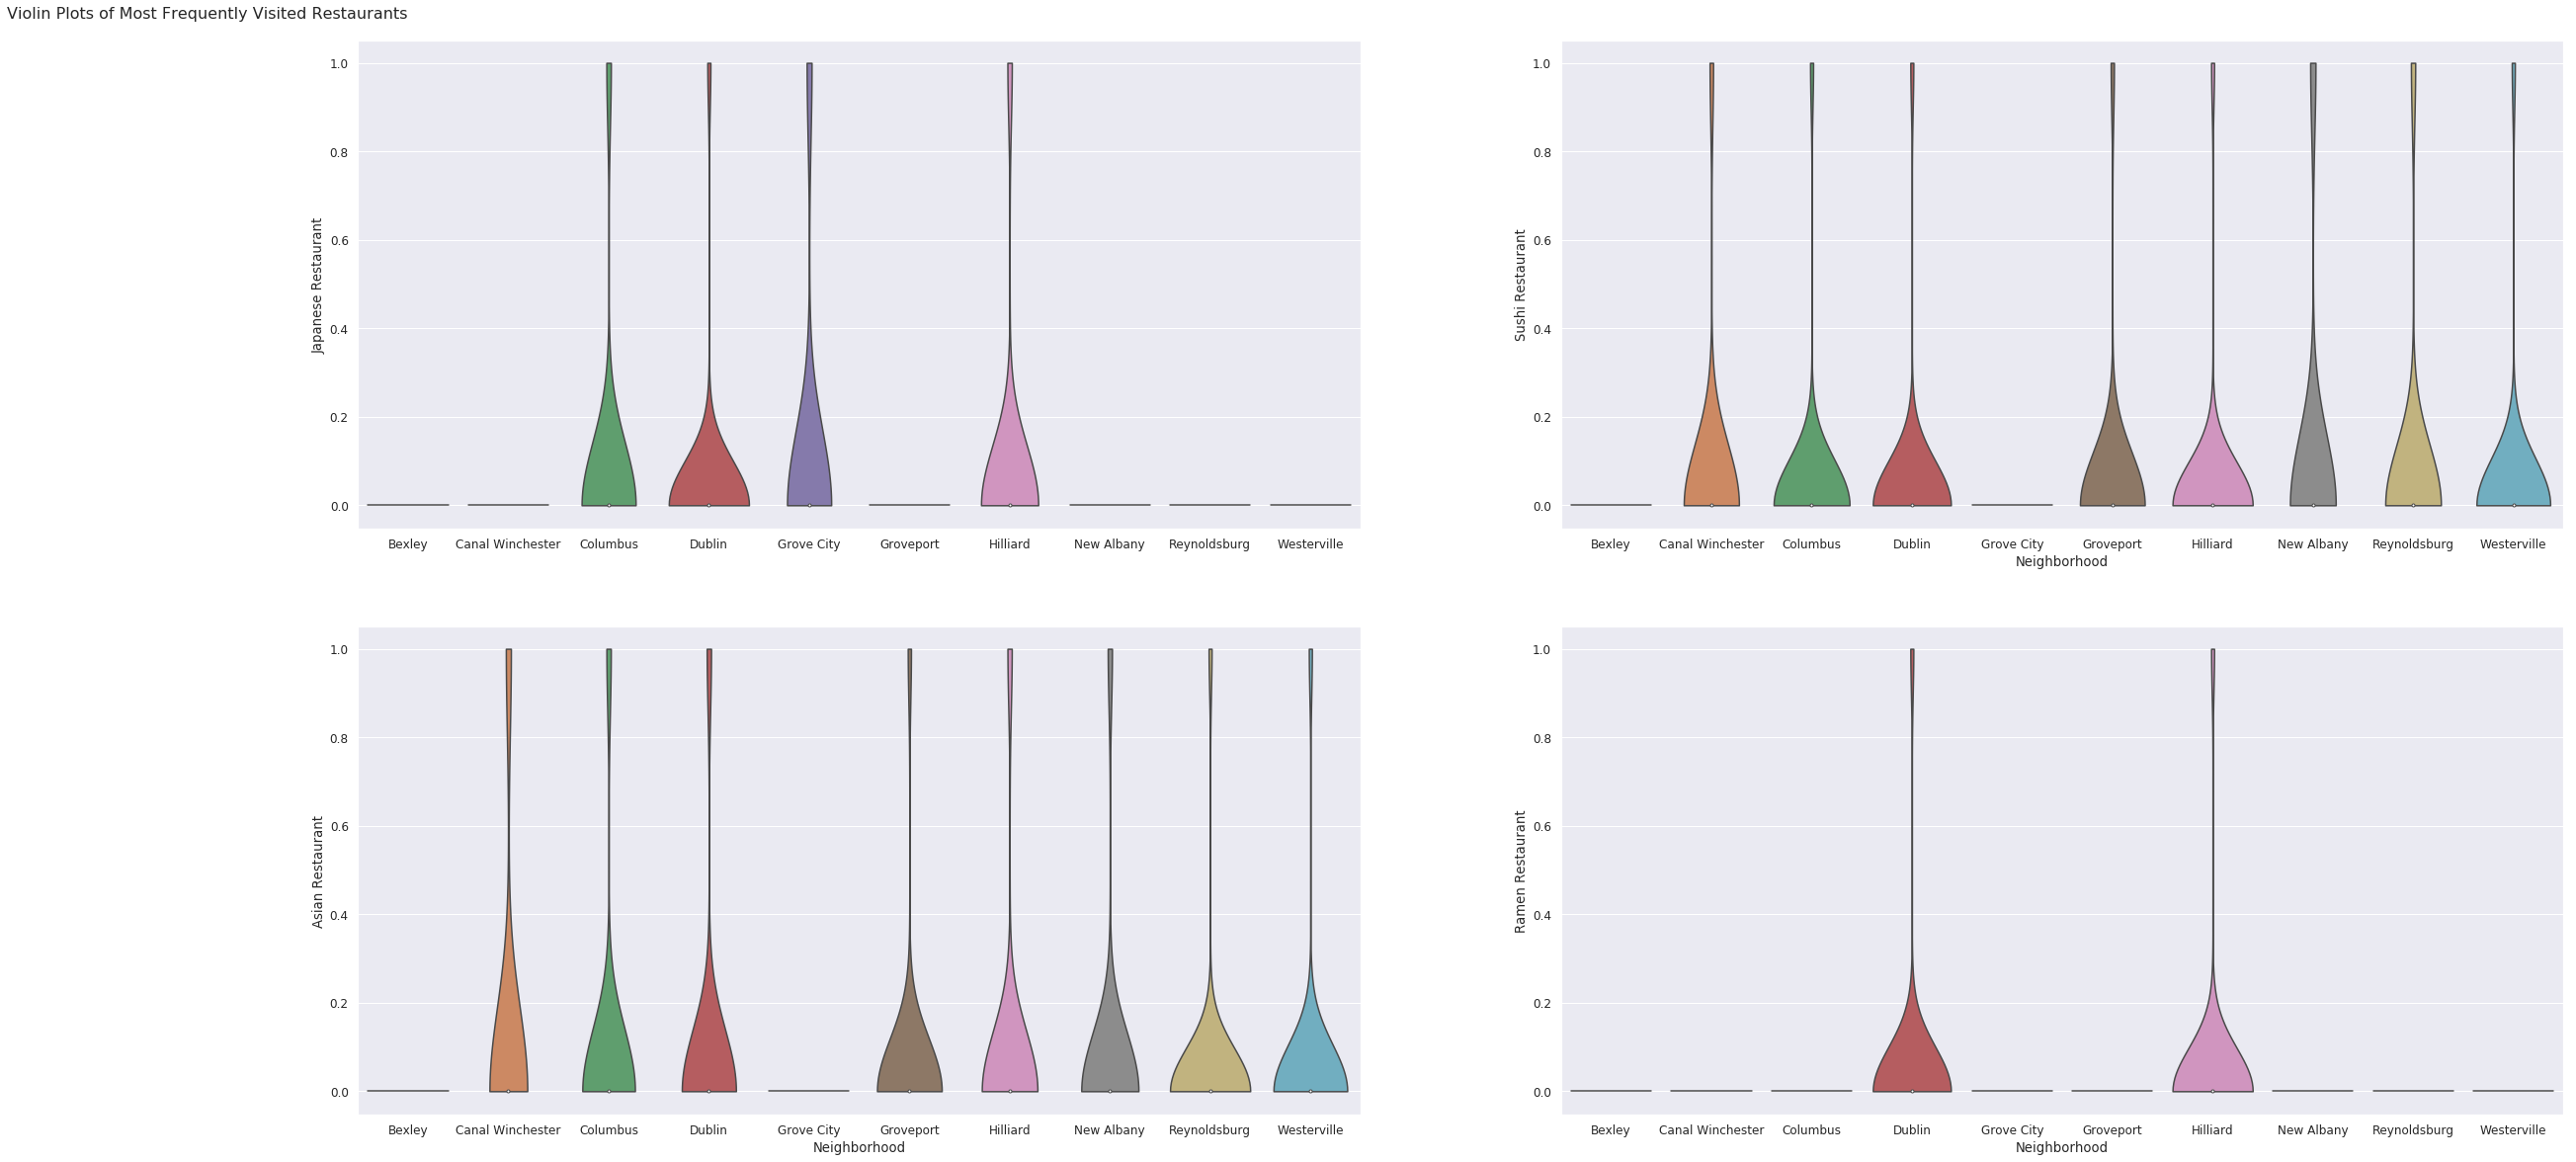 Violin Plots of Most Frequently Visited Restaurants
Japanese Restaurant
1.0
0.8
0.6
0.4
0.2
0.0
Bexley Canal Winchester Columbus Dublin Grove City Groveport Hilliard New Albany Reynoldsburg Westerville
Sushi Restaurant
1.0
0.8
0.6
0.4
0.2
0.0
Bexley Canal Winchester Columbus Dublin Grove City Groveport Hilliard New Albany Reynoldsburg Westerville
Neighborhood
Asian Restaurant
1.0
0.8
0.6
0.4
0.2
0.0
Bexley Canal Winchester Columbus Dublin Grove City Groveport Hilliard New Albany Reynoldsburg Westerville
Neighborhood
Ramen Restaurant
1.0
0.8
0.6
0.4
0.2
0.0
Bexley Canal Winchester Columbus Dublin Grove City Groveport Hilliard New Albany Reynoldsburg Westerville
Neighborhood